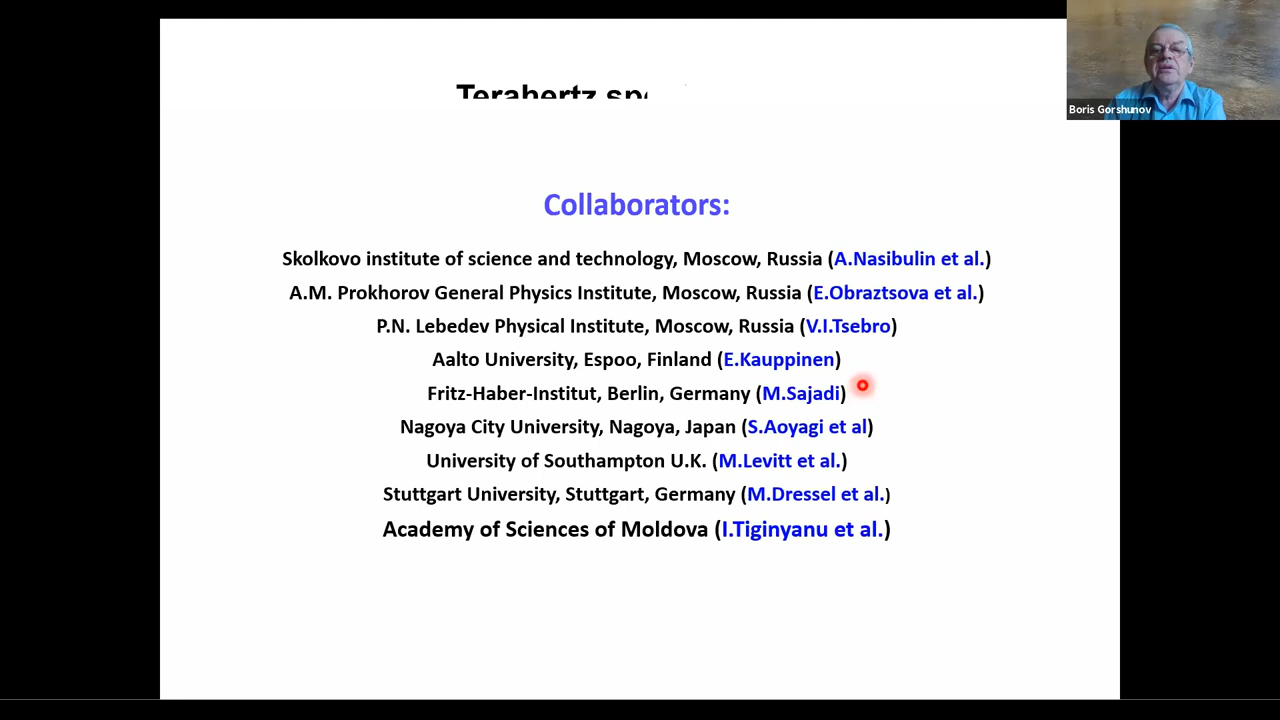 Terahertz
Boris Gorshunov
Collaborators:
Skolkovo institute of science and technology, Moscow, Russia (A.Nasibulin et al.)
A.M. Prokhorov General Physics Institute, Moscow, Russia (E.Obraztsova et al.)
P.N. Lebedev Physical Institute, Moscow, Russia (V.I.Tsebro)
Aalto University, Espoo, Finland (E.Kauppinen)
Fritz-Haber-Institut, Berlin, Germany (M.Sajadi)
Nagoya City University, Nagoya, Japan (S.Aoyagi et al)
University of Southampton U.K. (M.Levitt et al.)
Stuttgart University, Stuttgart, Germany (M.Dressel et al.)
Academy of Sciences of Moldova (I.Tiginyanu et al.)